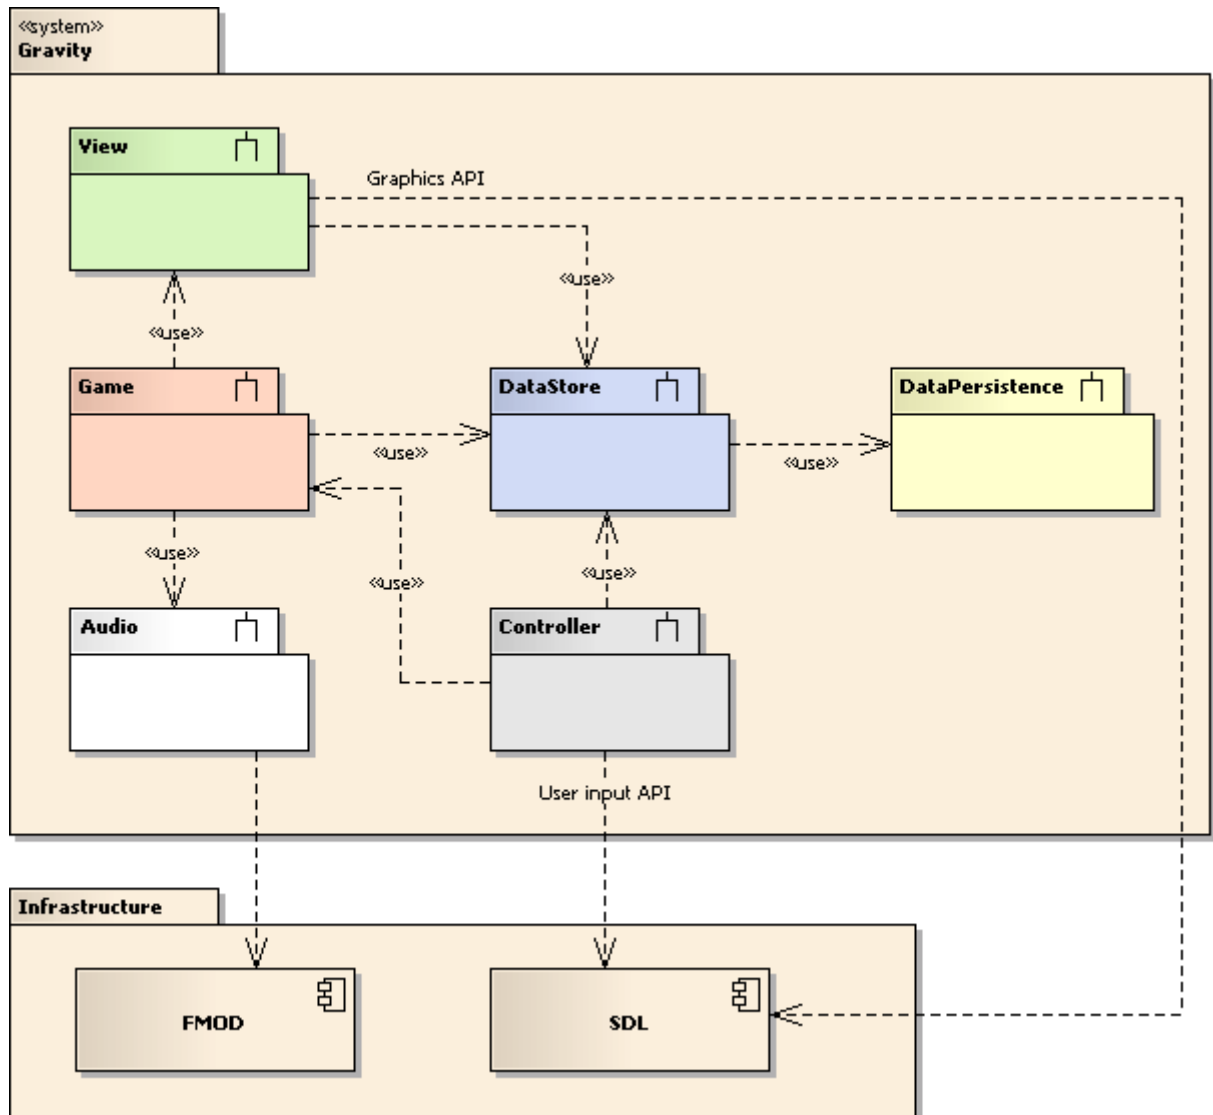 «system»
Gravity
View
Graphics API
«use»
«use»
Game
DataStore
DataPersistence
«use»
«use»
«use»
«use»
«use»
Audio
Controller
User input API
Infrastructure
FMOD
SDL